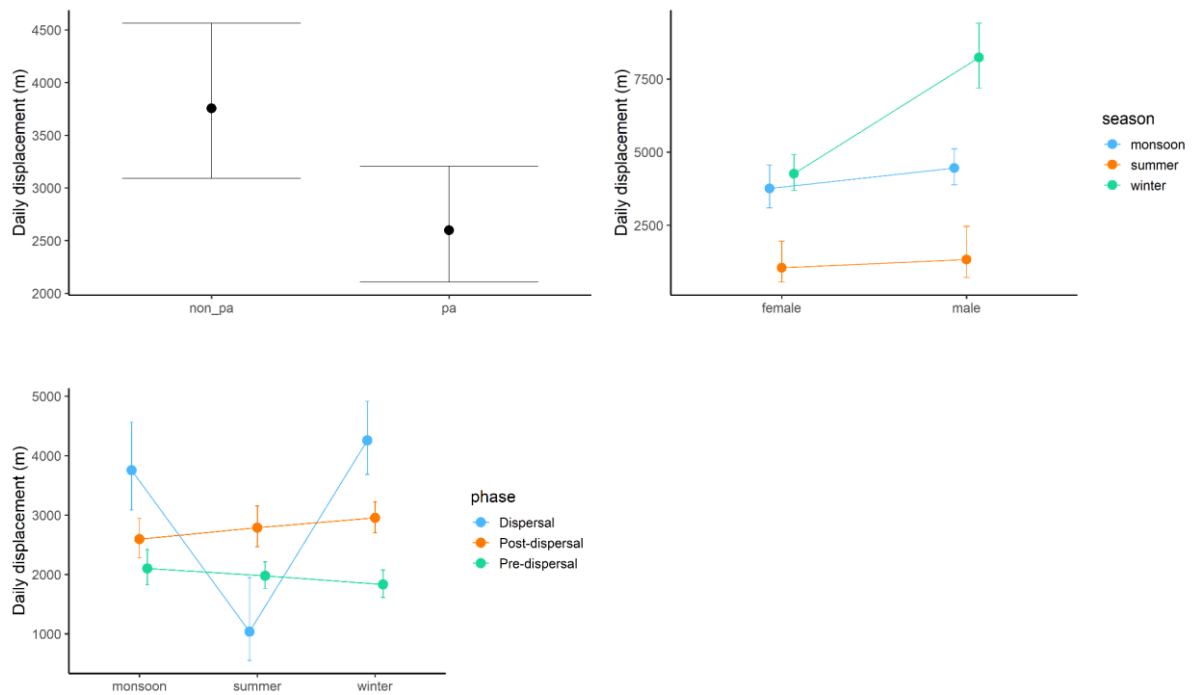 Daily displacement (m)
4500
4000
3500
3000
2500
2000
non_pa
pa
Daily displacement (m)
7500
5000
2500
female
male
season
monsoon
summer
winter
Daily displacement (m)
5000
4000
3000
2000
1000
monsoon
summer
winter
phase
Dispersal
Post-dispersal
Pre-dispersal